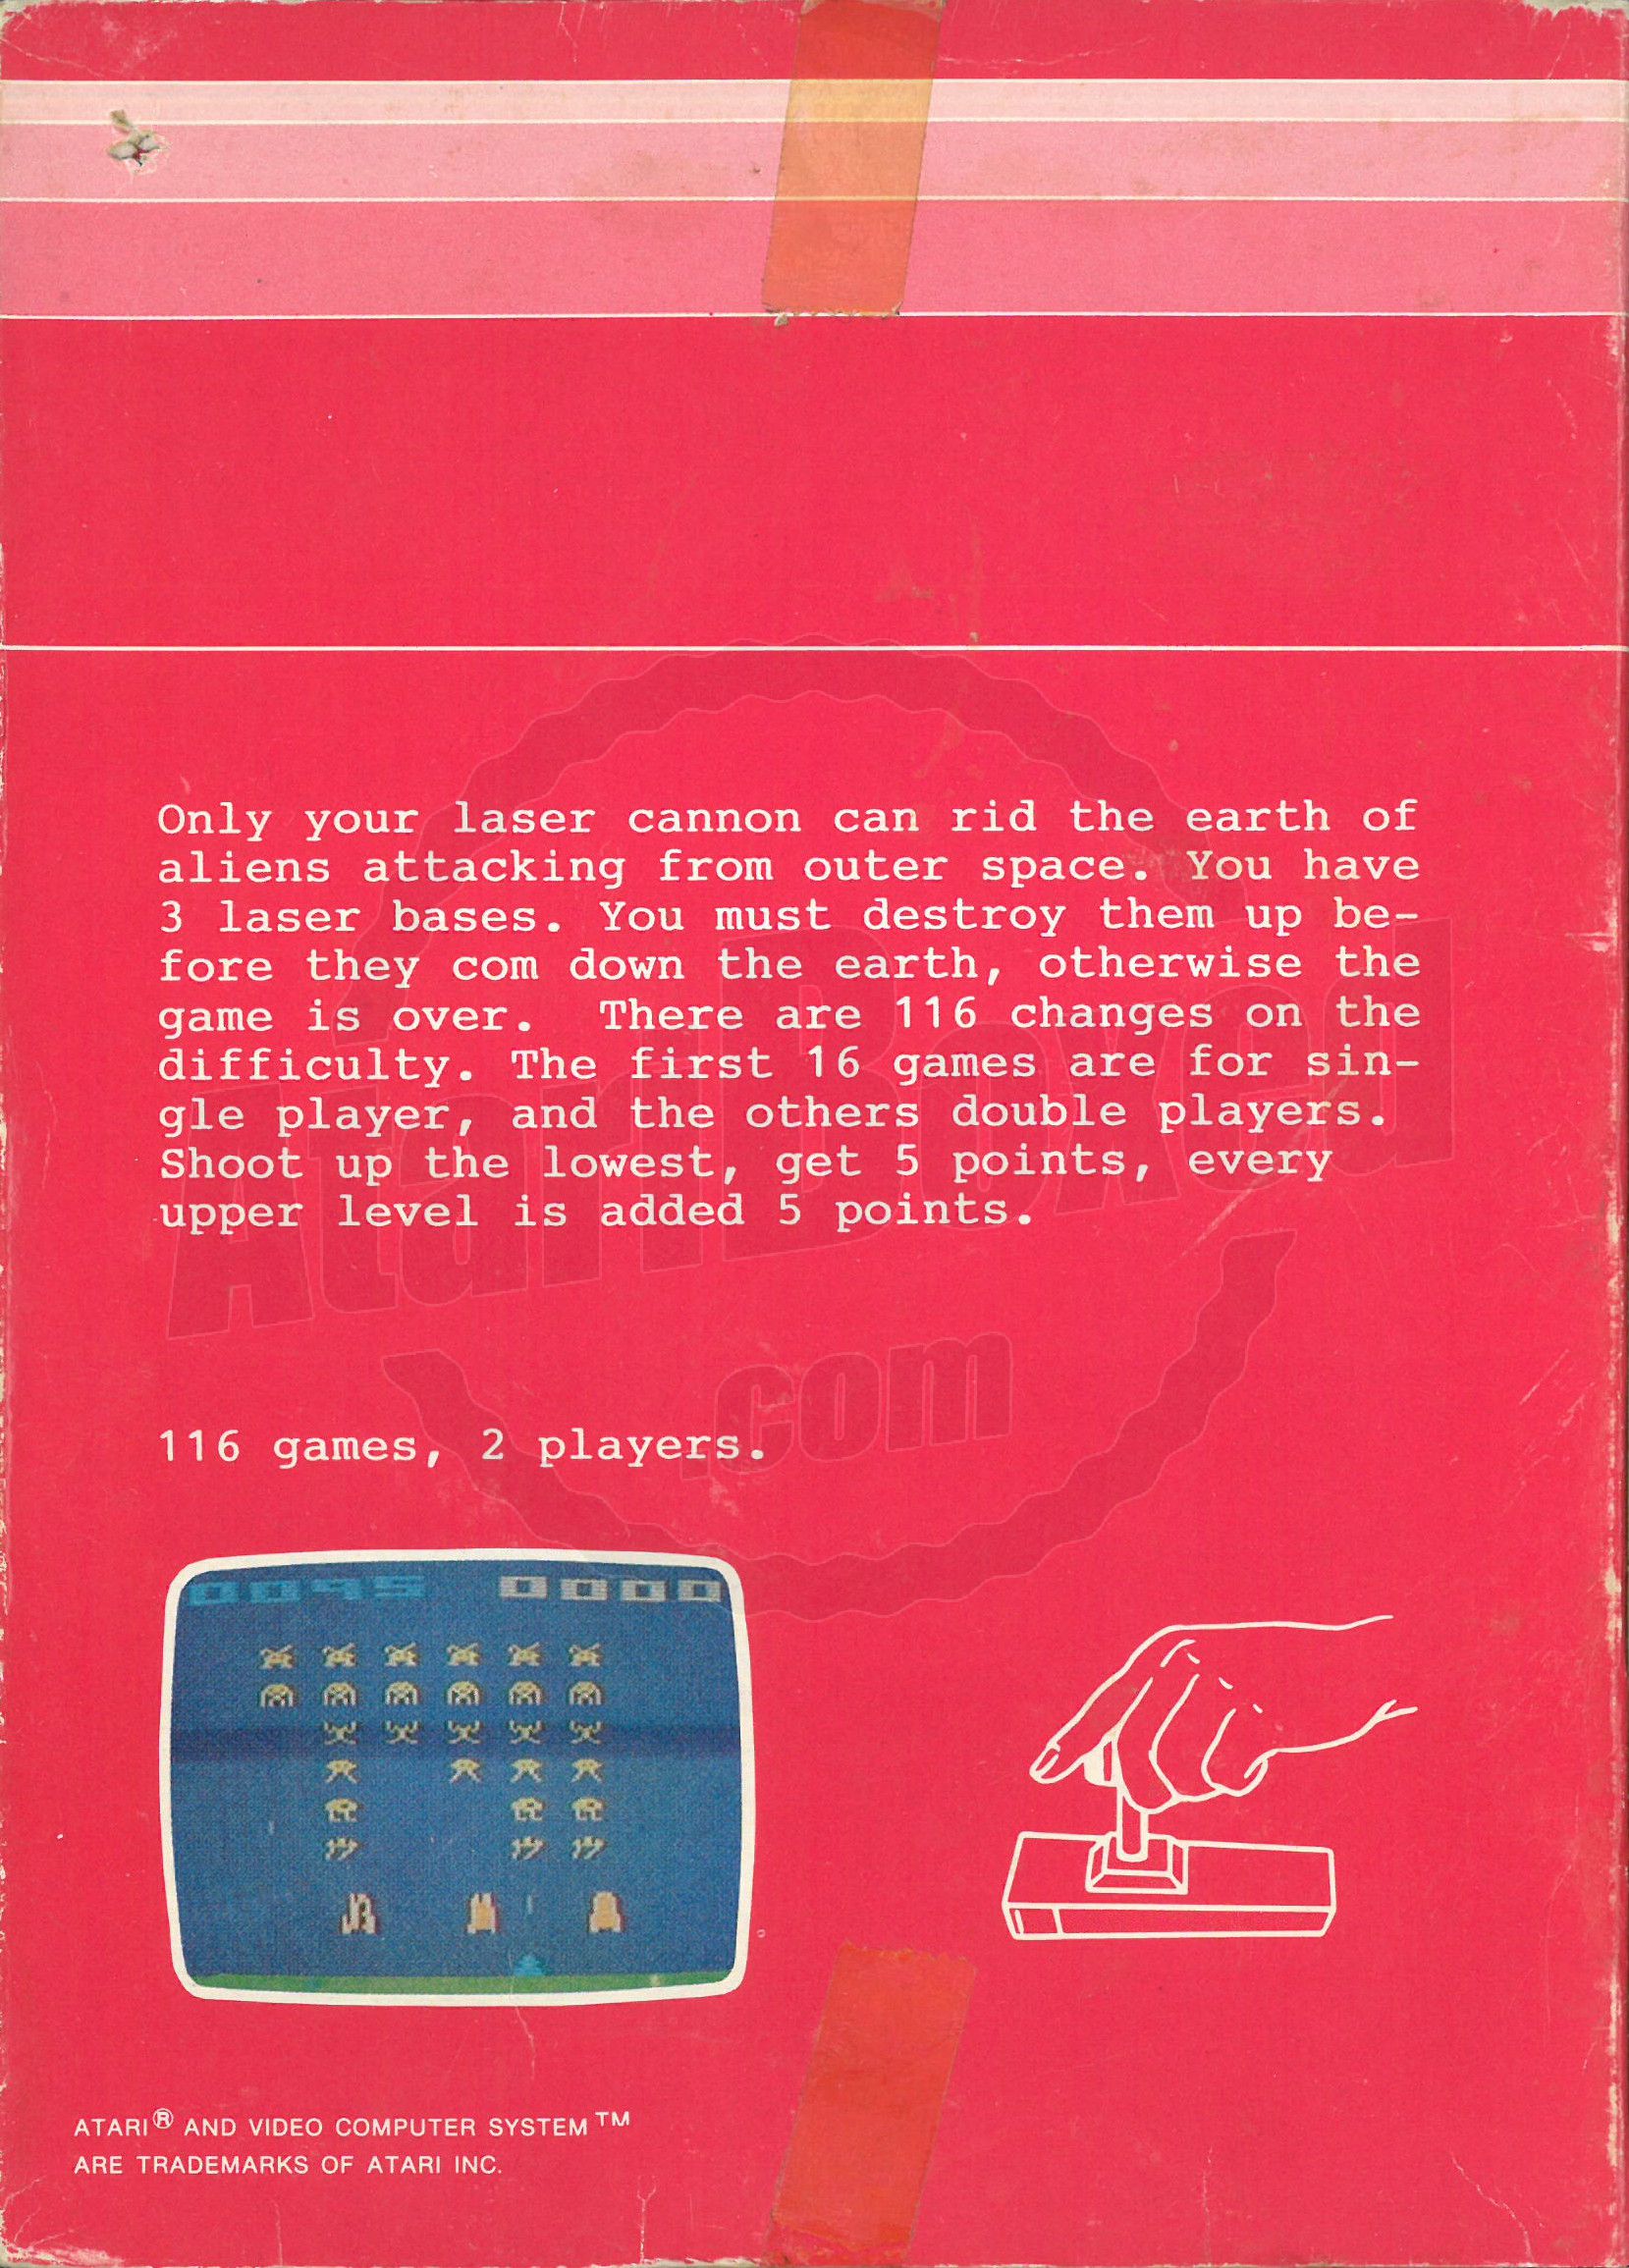 Only your laser cannon can rid the earth of
aliens attacking from outer space. You have
3 laser bases. You must destroy them up be-
fore they com down the earth, otherwise the
game is over. There are 116 changes on the
difficulty. The first 16 games are for sin-
gle player, and the others double players.
Shoot up the lowest, get 5 points, every
upper level is added 5 points.
AtariBoxed
.com
116 games, 2 players.
0095 0000
ATARI® AND VIDEO COMPUTER SYSTEM™
ARE TRADEMARKS OF ATARI INC.